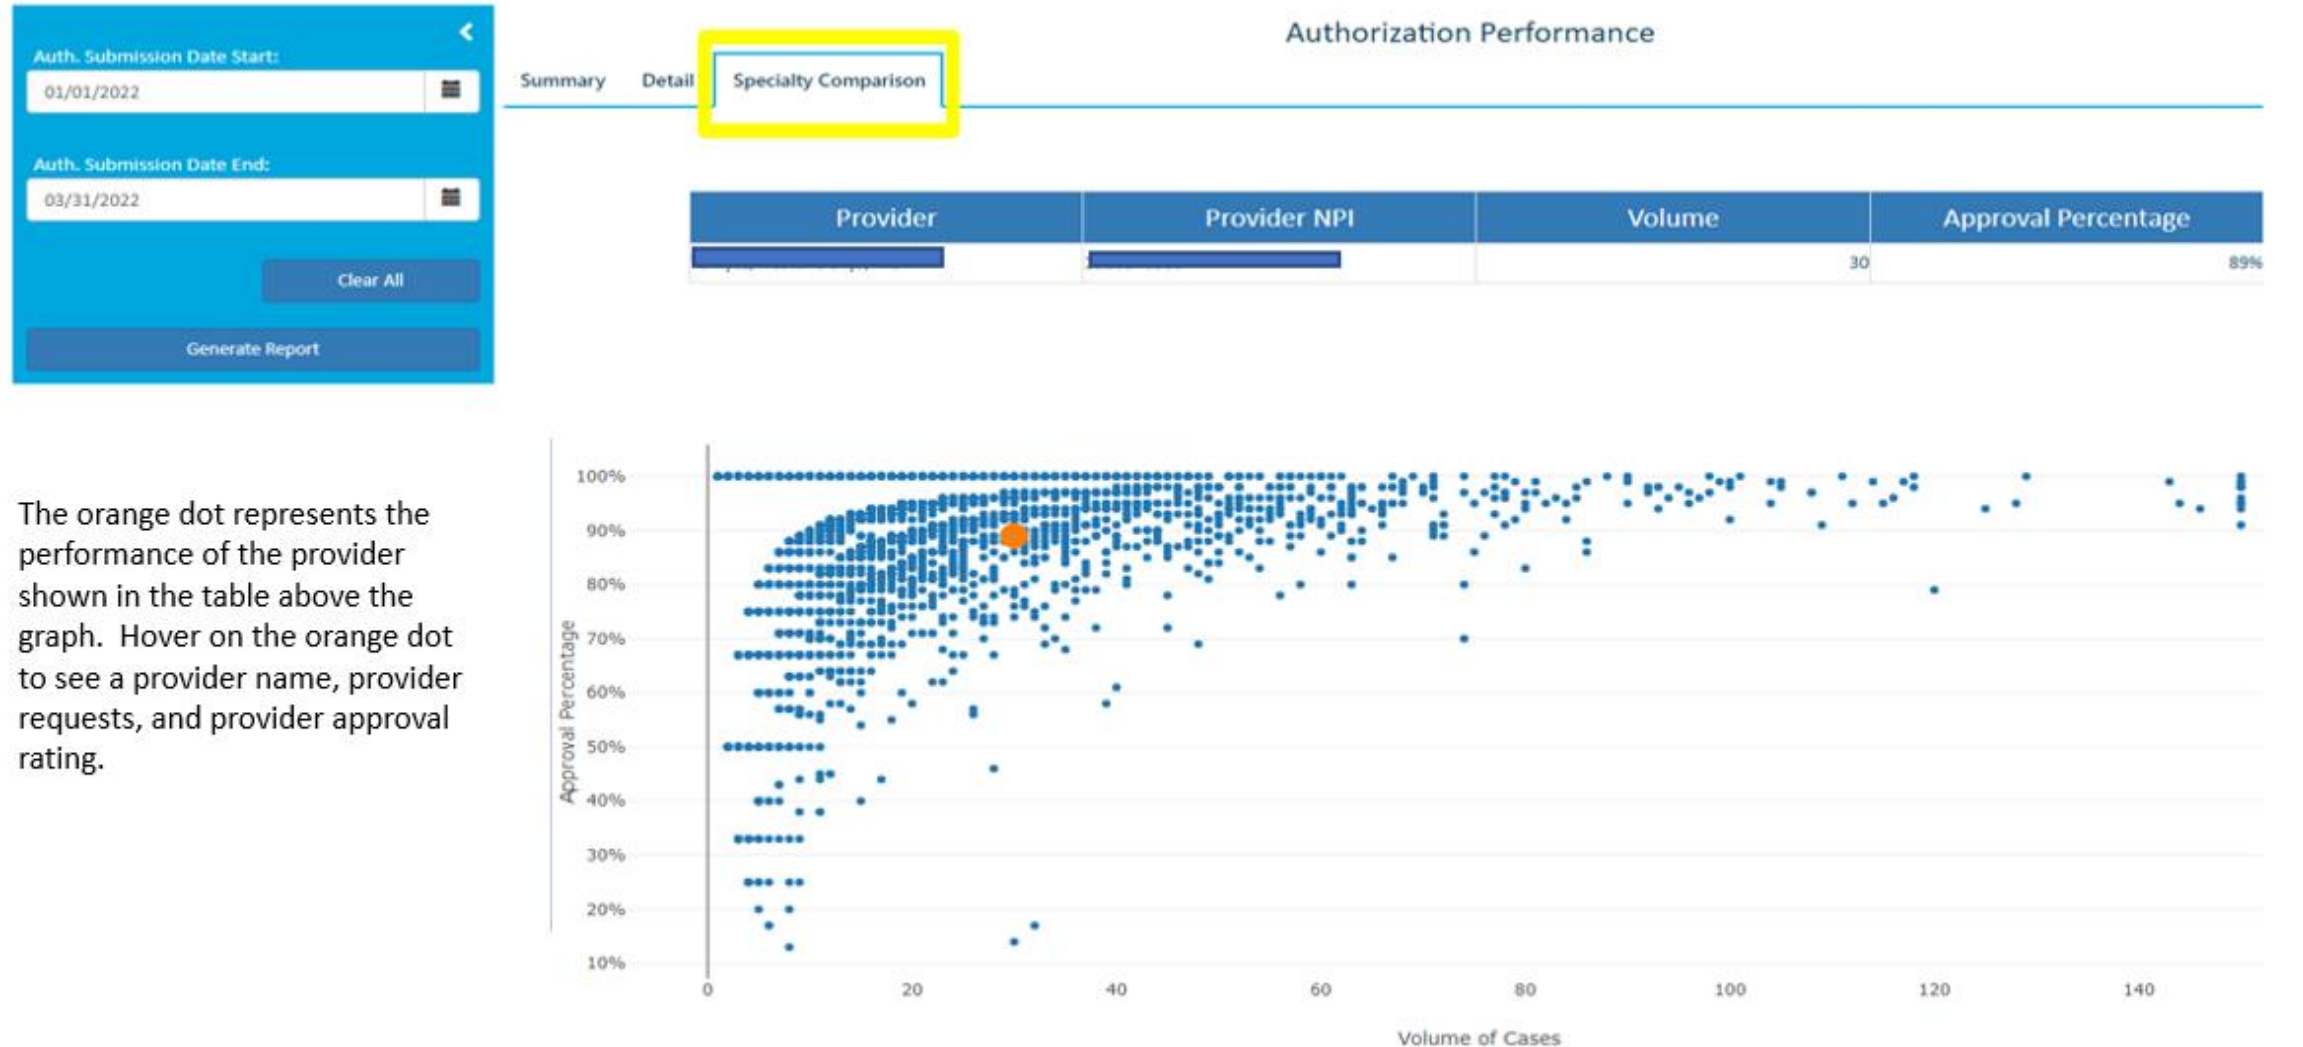 Auth. Submission Date Start:
01/01/2022
Auth. Submission Date End:
03/31/2022
Clear All
Generate Report
Authorization Performance
Summary Detail Specialty Comparison
Provider Provider NPI Volume Approval Percentage
30 89%
The orange dot represents the
performance of the provider
shown in the table above the
graph. Hover on the orange dot
to see a provider name, provider
requests, and provider approval
rating.
Approval Percentage
100%
90%
80%
70%
60%
50%
40%
30%
20%
10%
0 20 40 60 80 100 120 140
Volume of Cases